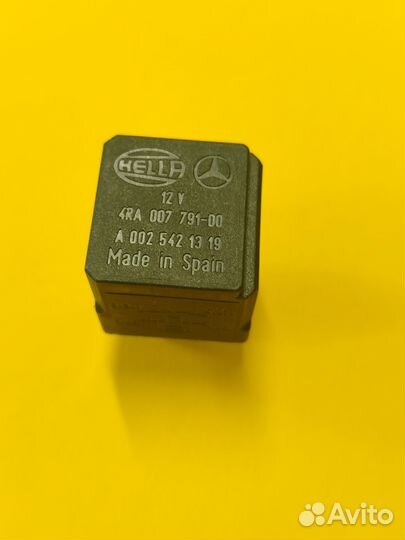 HELLA
12 V
4RA 007 791-00
A 002 542 13 19
Made in Spain
Avito